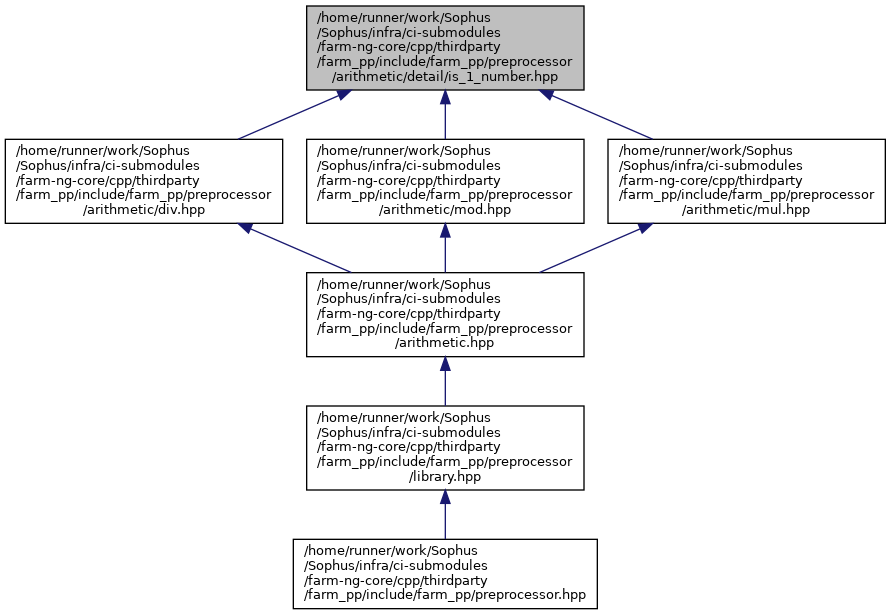 /home/runner/work/Sophus
/Sophus/infra/ci-submodules
/farm-ng-core/cpp/thirdparty
/farm_pp/include/farm_pp/preprocessor
/arithmetic/detail/is_1_number.hpp
/home/runner/work/Sophus
/Sophus/infra/ci-submodules
/farm-ng-core/cpp/thirdparty
/farm_pp/include/farm_pp/preprocessor
/arithmetic/div.hpp
/home/runner/work/Sophus
/Sophus/infra/ci-submodules
/farm-ng-core/cpp/thirdparty
/farm_pp/include/farm_pp/preprocessor
/arithmetic/mod.hpp
/home/runner/work/Sophus
/Sophus/infra/ci-submodules
/farm-ng-core/cpp/thirdparty
/farm_pp/include/farm_pp/preprocessor
/arithmetic/mul.hpp
/home/runner/work/Sophus
/Sophus/infra/ci-submodules
/farm-ng-core/cpp/thirdparty
/farm_pp/include/farm_pp/preprocessor
/arithmetic.hpp
/home/runner/work/Sophus
/Sophus/infra/ci-submodules
/farm-ng-core/cpp/thirdparty
/farm_pp/include/farm_pp/preprocessor
/library.hpp
/home/runner/work/Sophus
/Sophus/infra/ci-submodules
/farm-ng-core/cpp/thirdparty
/farm_pp/include/farm_pp/preprocessor.hpp